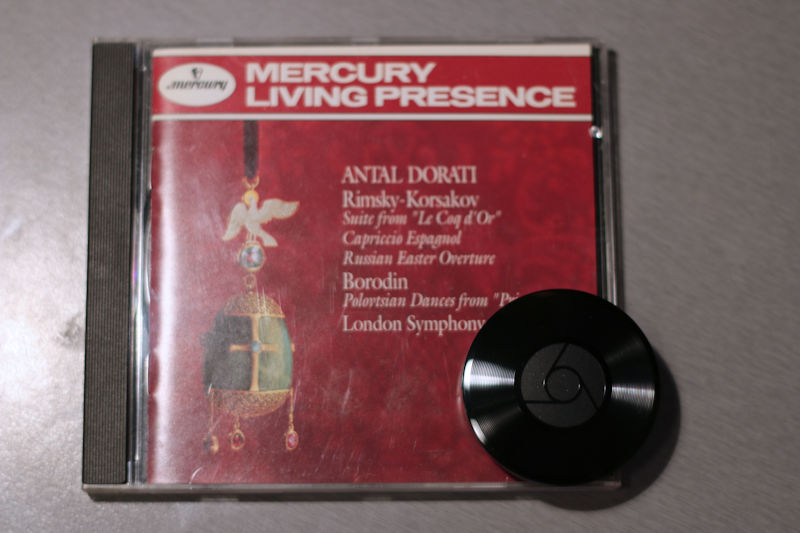 mercury
MERCURY
LIVING PRESENCE
ANTAL DORATI
Rimsky-Korsakov
Suite from "Le Coq d'Or"
Capriccio Espagnol
Russian Easter Overture
Borodin
Polovtsian Dances from
London Symphony